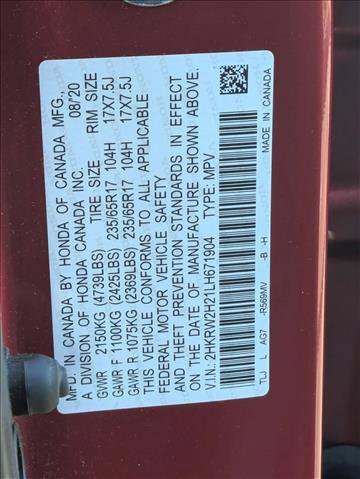 MFD. IN CANADA BY HONDA OF CANADA MFG.,
A DIVISION OF HONDA CANADA INC. 08/20
TIRE SIZE RIM SIZE
GVWR 2150KG (4739LBS)
GAWR F 1100KG (2425LBS) 235/65R17 104H 17X7.5J
GAWR R 1075KG (2369LBS) 235/65R17 104H 17X7.5J
THIS VEHICLE CONFORMS TO ALL APPLICABLE
FEDERAL MOTOR VEHICLE SAFETY
AND THEFT PREVENTION STANDARDS IN EFFECT
ON THE DATE OF MANUFACTURE SHOWN ABOVE.
V.I.N.: 2HKRW2H21LH671904 TYPE: MPV
TLJ L AG7 -R569MV -B -H
MADE IN CANADA